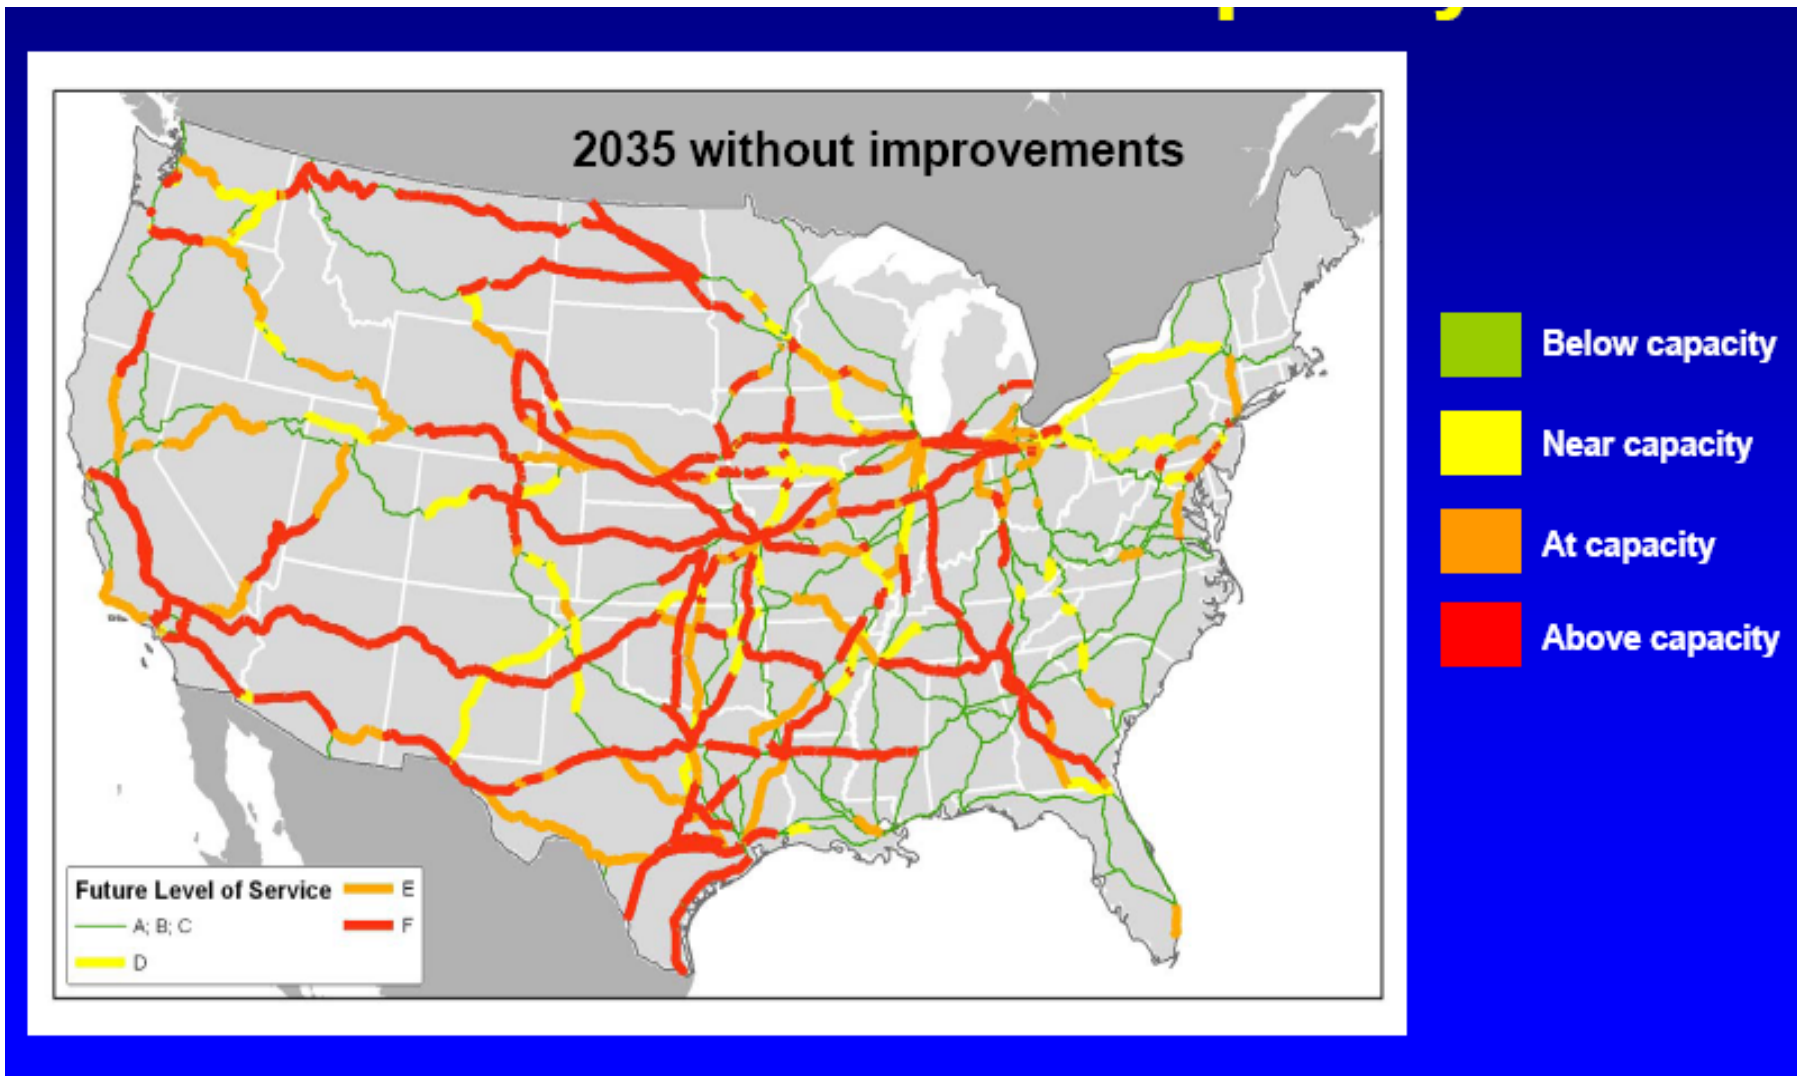 2035 without improvements
Below capacity
Near capacity
At capacity
Above capacity
Future Level of Service
A; B; C
D
E
F